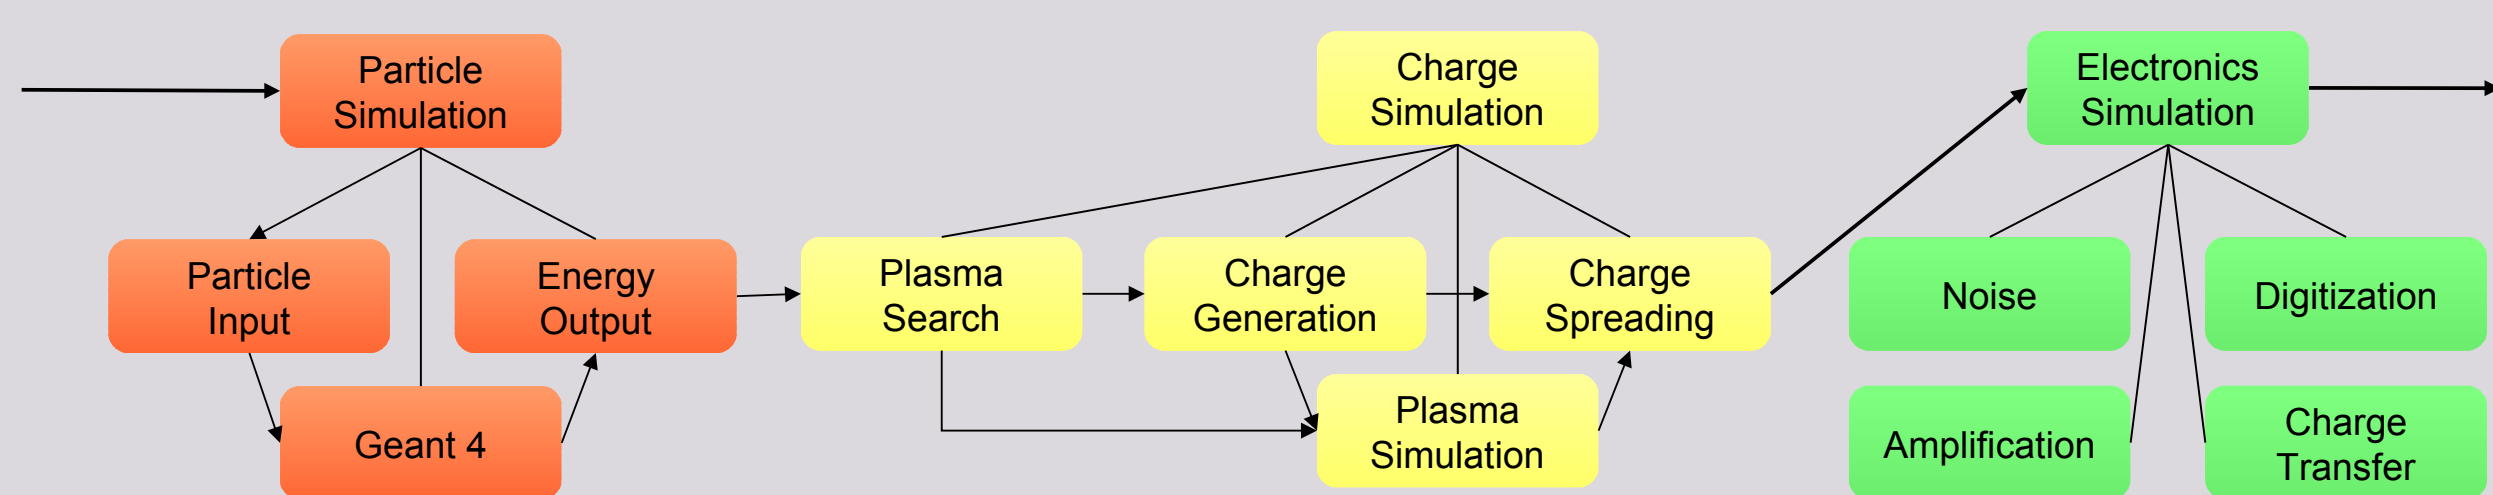 Particle
Simulation
Charge
Simulation
Electronics
Simulation
Particle
Input
Energy
Output
Plasma
Search
Charge
Generation
Charge
Spreading
Noise
Digitization
Geant 4
Plasma
Simulation
Amplification
Charge
Transfer